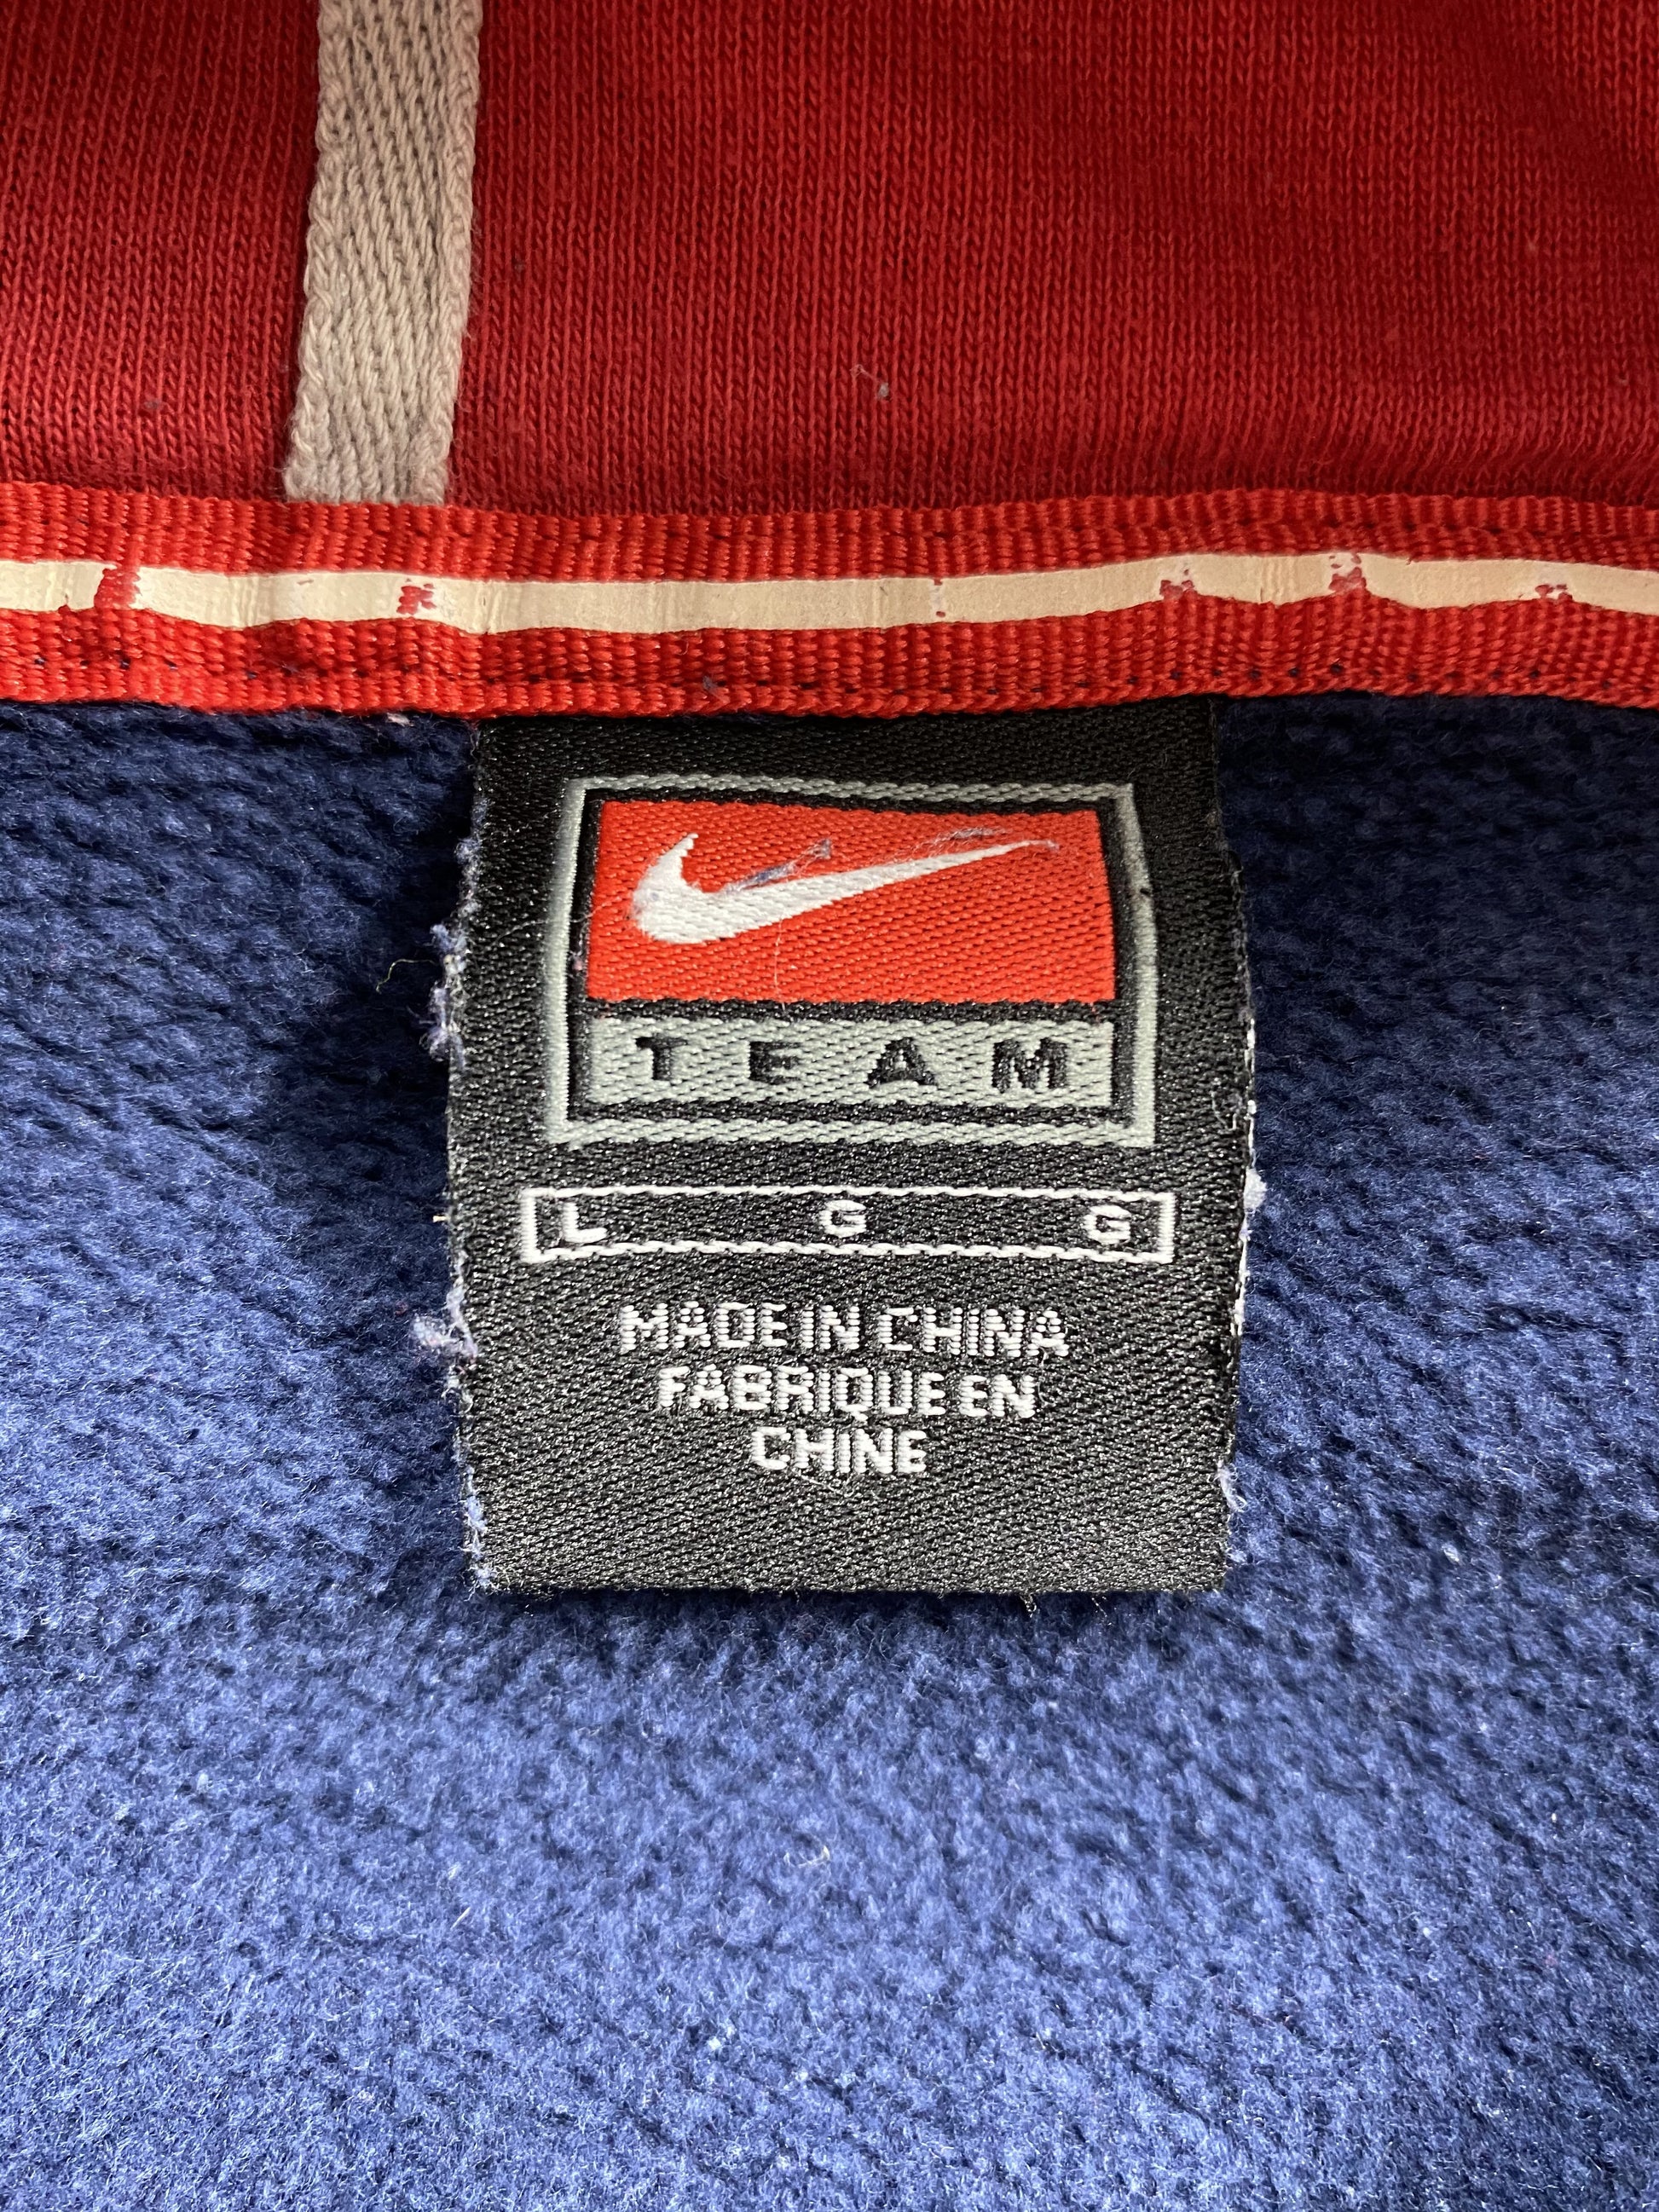 TEAM
L G G
MADE IN CHINA
FABRIQUE EN
CHINE